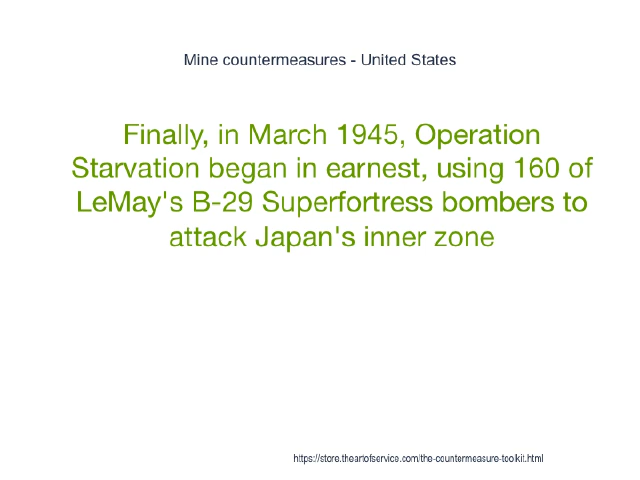 Mine countermeasures - United States
Finally, in March 1945, Operation
Starvation began in earnest, using 160 of
LeMay's B-29 Superfortress bombers to
attack Japan's inner zone
https://store.theartofservice.com/the-countermeasure-toolkit.html